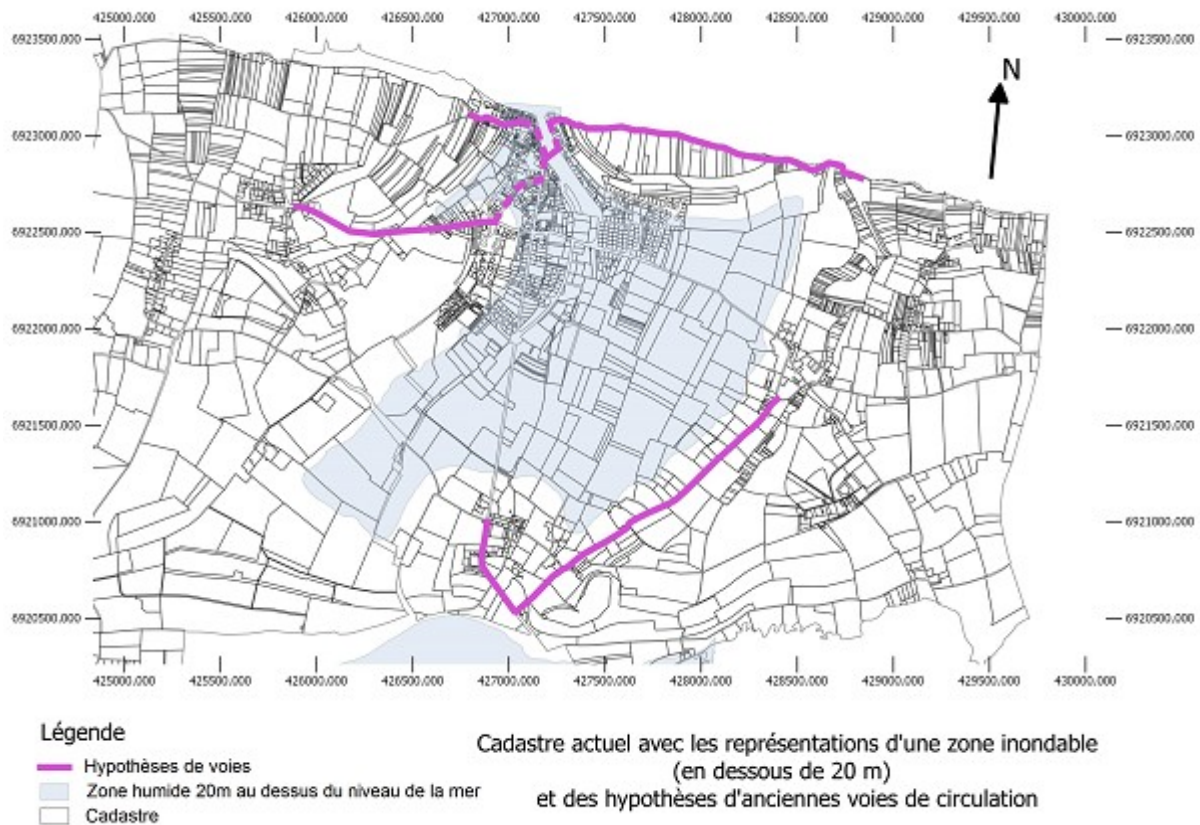 425000.000 425500.000 426000.000 426500.000 427000.000 427500.000 428000.000 428500.000 429000.000 429500.000 430000.000
6923500.000 6923500.000
N
6923000.000 6923000.000
6922500.000 6922500.000
6922000.000 6922000.000
6921500.000 6921500.000
6921000.000 6921000.000
6920500.000 6920500.000
425000.000 425500.000 426000.000 426500.000 427000.000 427500.000 428000.000 428500.000 429000.000 429500.000 430000.000
Légende
Hypothèses de voies
Zone humide 20m au dessus du niveau de la mer
Cadastre
Cadastre actuel avec les représentations d'une zone inondable
(en dessous de 20 m)
et des hypothèses d'anciennes voies de circulation